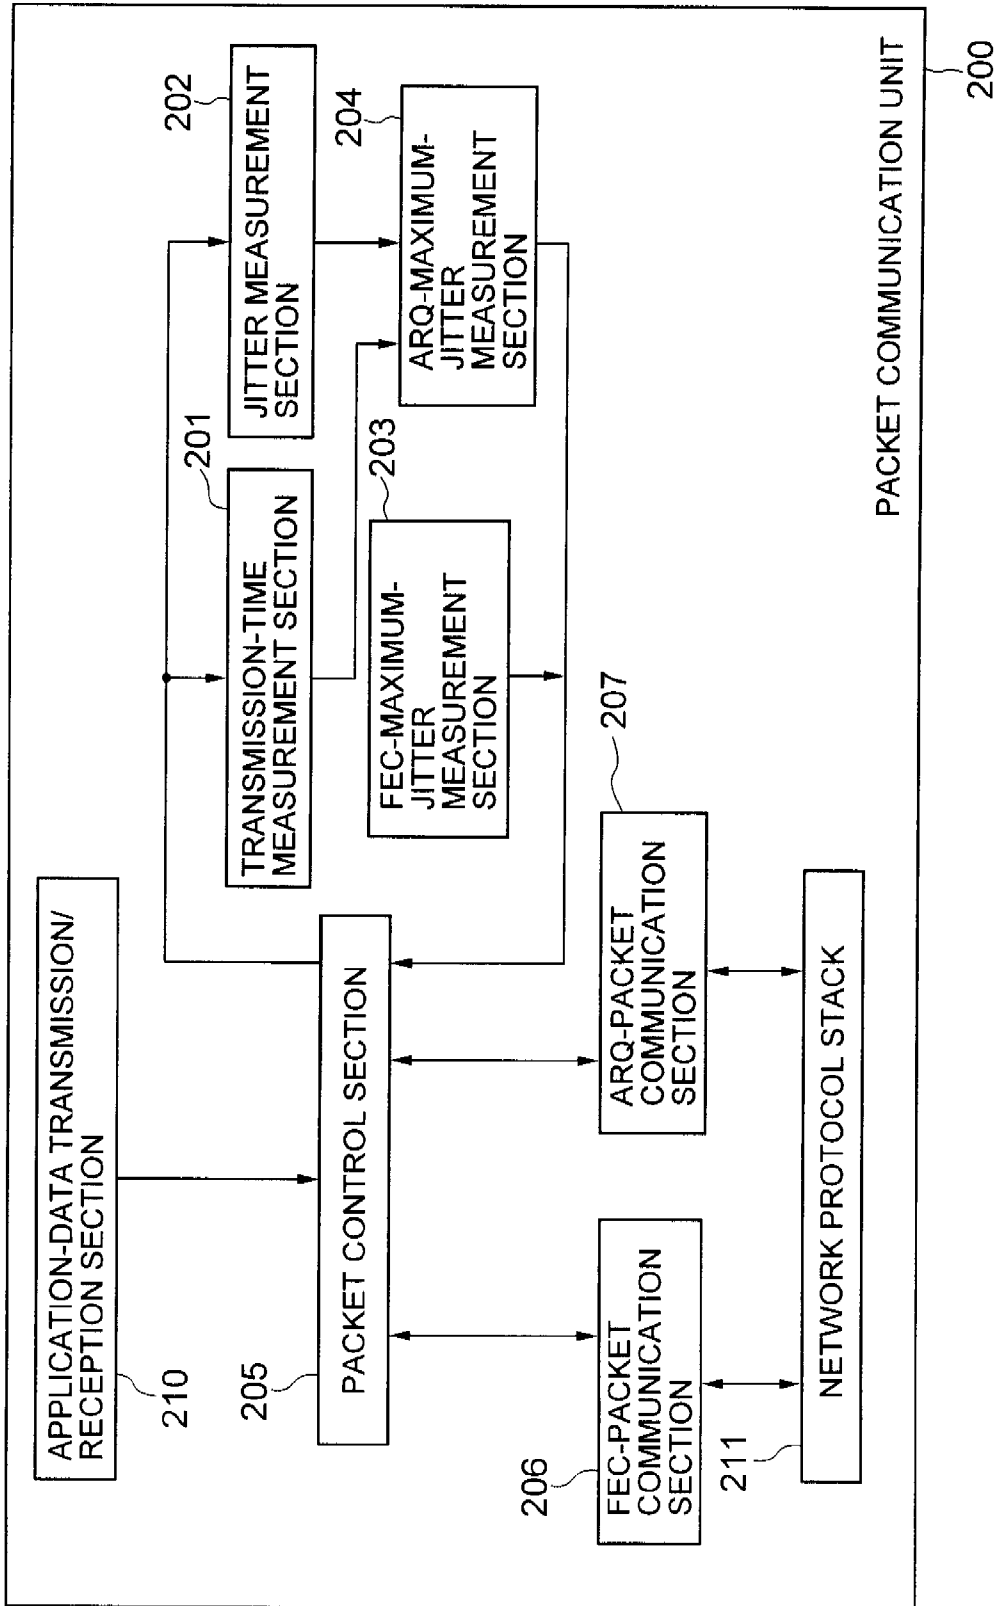 APPLICATION-DATA TRANSMISSION/
RECEPTION SECTION
210
205
PACKET CONTROL SECTION
201
TRANSMISSION-TIME
MEASUREMENT SECTION
202
JITTER MEASUREMENT
SECTION
203
FEC-MAXIMUM-
JITTER
MEASUREMENT
SECTION
204
ARQ-MAXIMUM-
JITTER
MEASUREMENT
SECTION
206
FEC-PACKET
COMMUNICATION
SECTION
207
ARQ-PACKET
COMMUNICATION
SECTION
211
NETWORK PROTOCOL STACK
PACKET COMMUNICATION UNIT
200